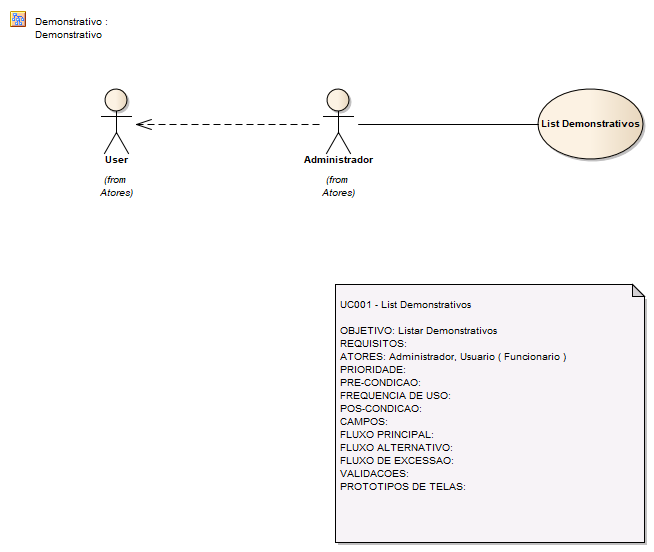 Demonstrativo :
Demonstrativo
User
(from
Atores)
Administrador
(from
Atores)
List Demonstrativos
UC001 - List Demonstrativos
OBJETIVO: Listar Demonstrativos
REQUISITOS:
ATORES: Administrador, Usuario ( Funcionario )
PRIORIDADE:
PRE-CONDICAO:
FREQUENCIA DE USO:
POS-CONDICAO:
CAMPOS:
FLUXO PRINCIPAL:
FLUXO ALTERNATIVO:
FLUXO DE EXCESSAO:
VALIDACOES:
PROTOTIPOS DE TELAS: